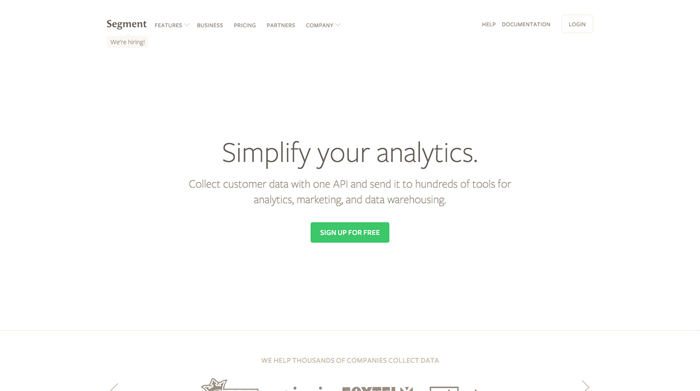 Segment FEATURES BUSINESS PRICING PARTNERS COMPANY HELP DOCUMENTATION LOGIN
We're hiring!
Simplify your analytics.
Collect customer data with one API and send it to hundreds of tools for
analytics, marketing, and data warehousing.
SIGN UP FOR FREE
WE HELP THOUSANDS OF COMPANIES COLLECT DATA